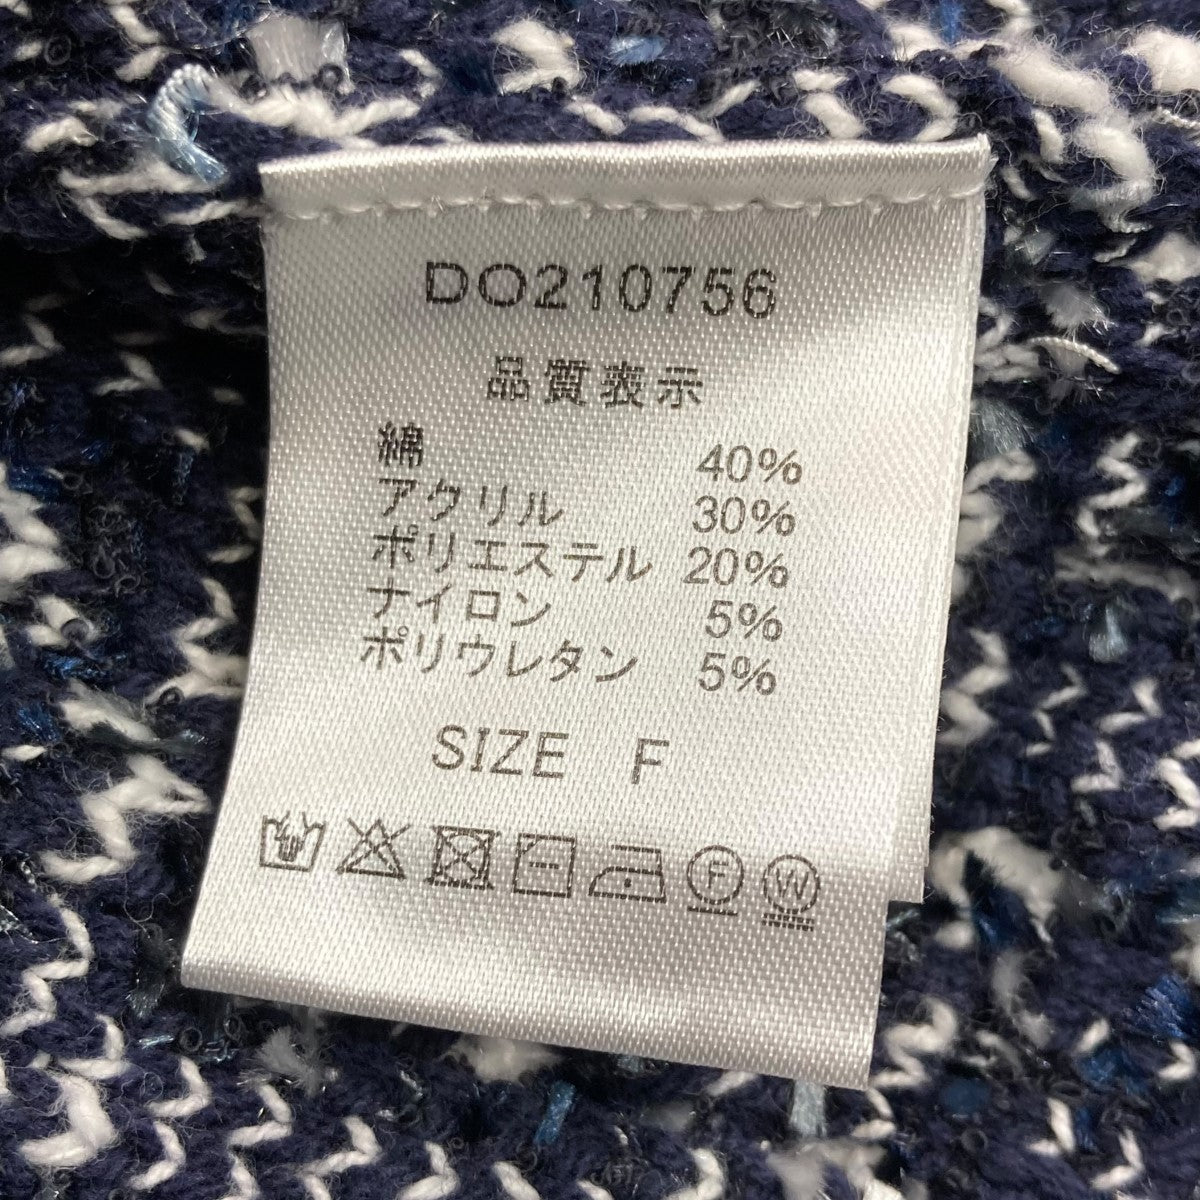 DO210756
品質表示
綿 40%
アクリル 30%
ポリエステル 20%
ナイロン 5%
ポリウレタン 5%
SIZE F
F W